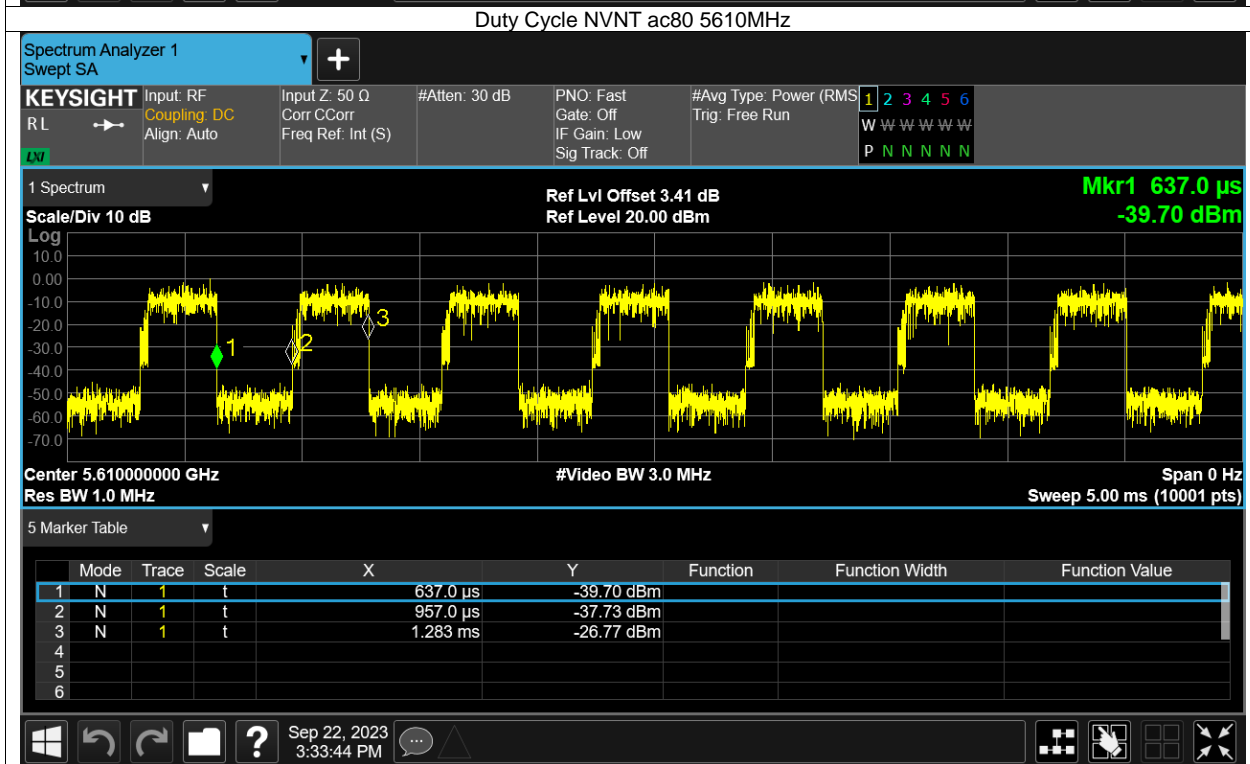 Duty Cycle NVNT ac80 5610MHz
Spectrum Analyzer 1
Swept SA
KEYSIGHT
RL
LXI
Input: RF
Coupling: DC
Align: Auto
Input Z: 50 Ω
Corr CCorr
Freq Ref: Int (S)
#Atten: 30 dB
PNO: Fast
Gate: Off
IF Gain: Low
Sig Track: Off
#Avg Type: Power (RMS
Trig: Free Run
1 2 3 4 5 6
W W W W W W
P N N N N N
1 Spectrum
Scale/Div 10 dB
Ref Lvl Offset 3.41 dB
Ref Level 20.00 dBm
Mkr1 637.0 µs
-39.70 dBm
Log
10.0
0.00
-10.0
-20.0
-30.0
-40.0
-50.0
-60.0
-70.0
1
2
3
Center 5.610000000 GHz
#Video BW 3.0 MHz
Span 0 Hz
Res BW 1.0 MHz
Sweep 5.00 ms (10001 pts)
5 Marker Table
Mode Trace Scale X Y Function Function Width Function Value
1 N 1 t 637.0 µs -39.70 dBm
2 N 1 t 957.0 µs -37.73 dBm
3 N 1 t 1.283 ms -26.77 dBm
4
5
6
?
Sep 22, 2023
3:33:44 PM